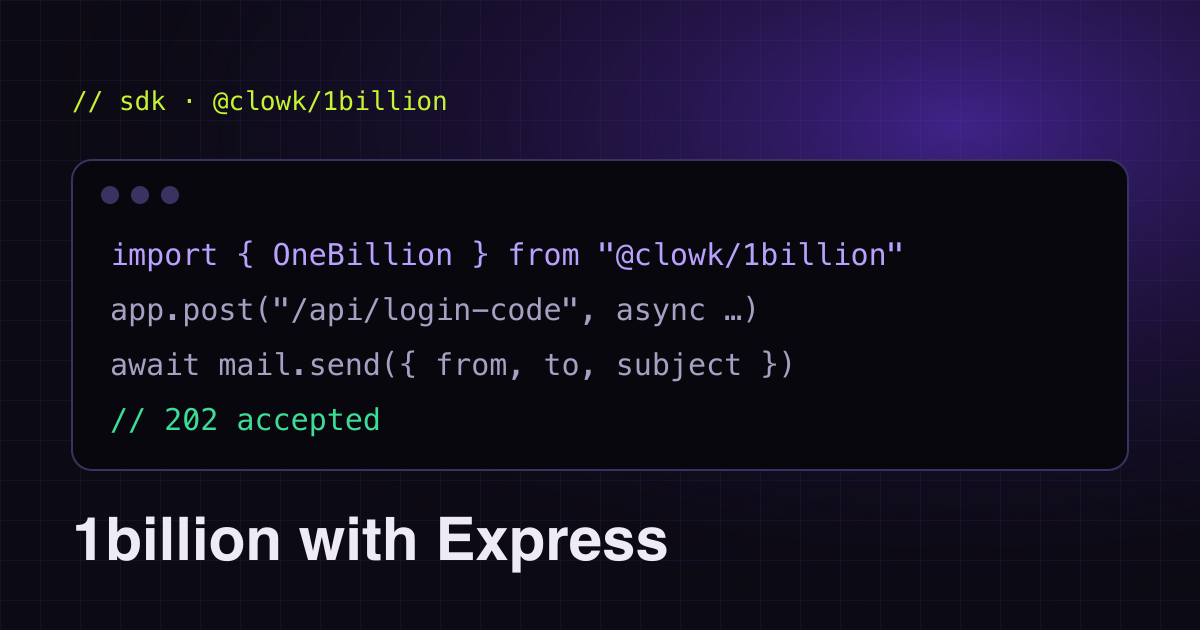 // sdk · @clowk/1billion
import { OneBillion } from "@clowk/1billion"
app.post("/api/login-code", async …)
await mail.send({ from, to, subject })
// 202 accepted
1billion with Express